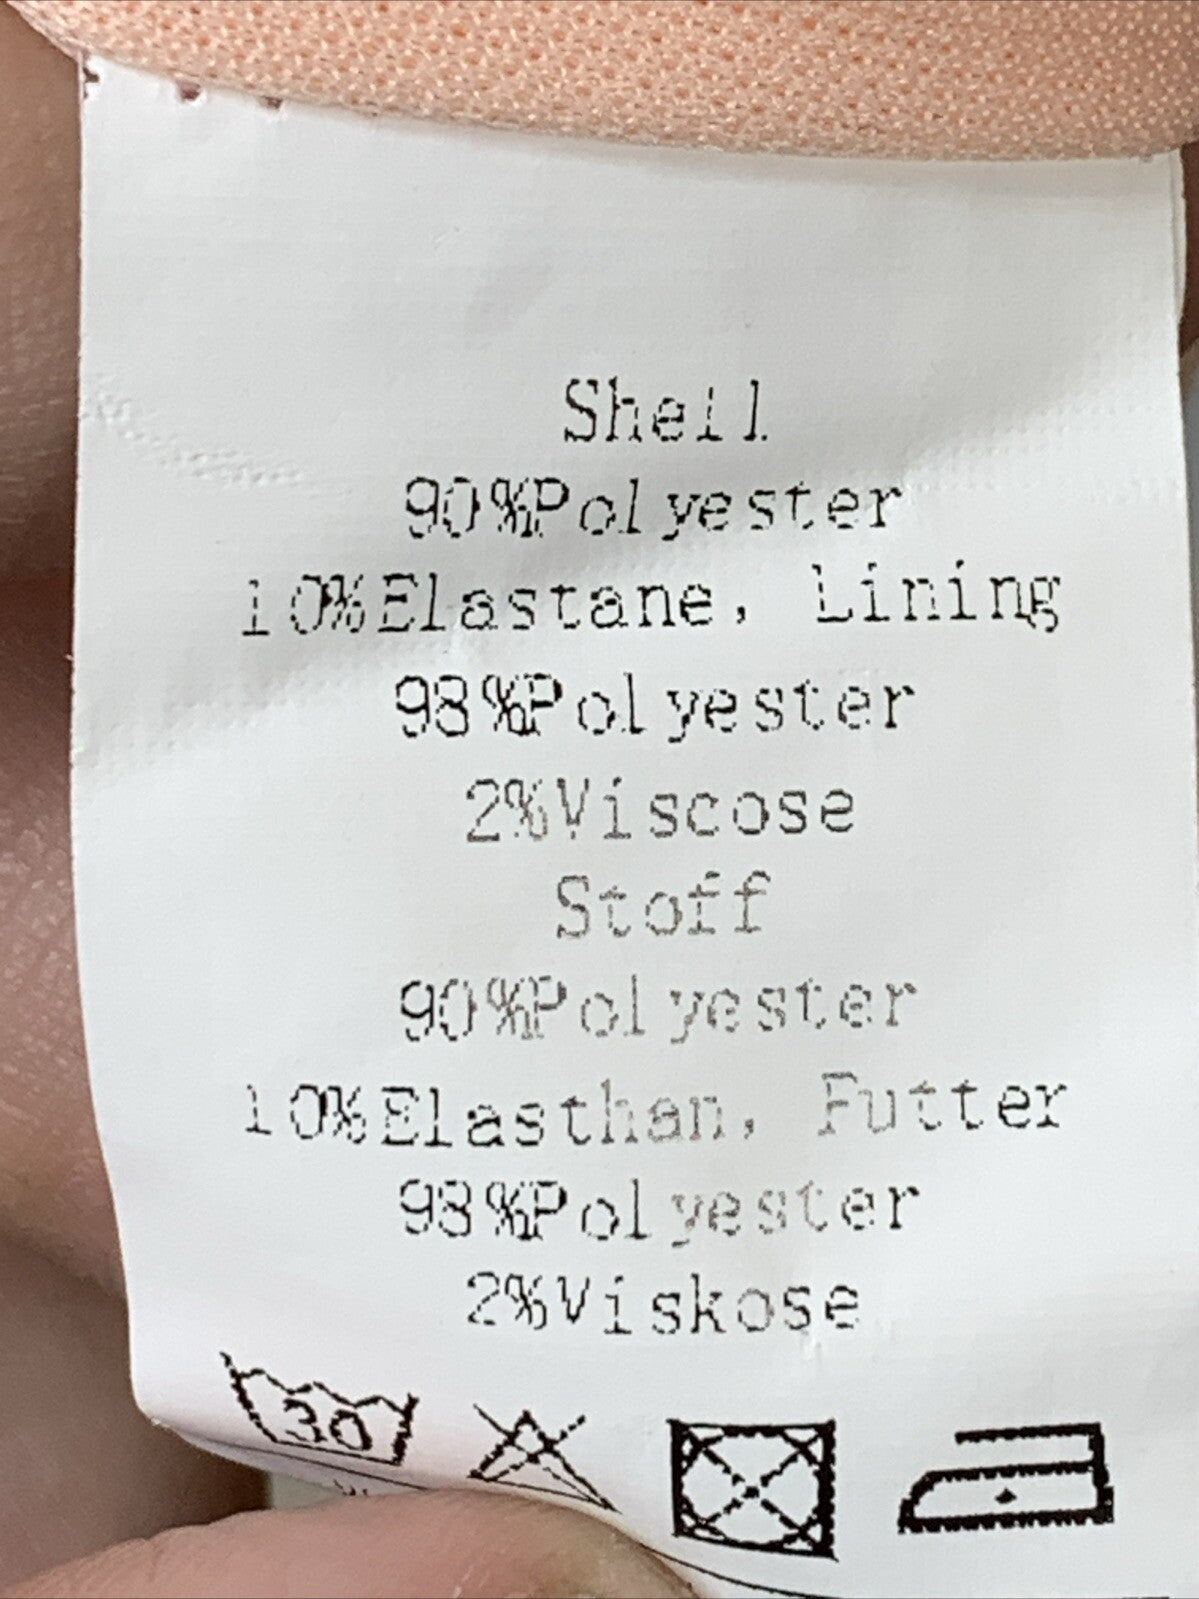 Shell
90%Polyester
10%Elastane, Lining
98%Polyester
2%Viscose
Stoff
90%Polyester
10%Elasthan, Futter
98%Polyester
2%Viskose
30